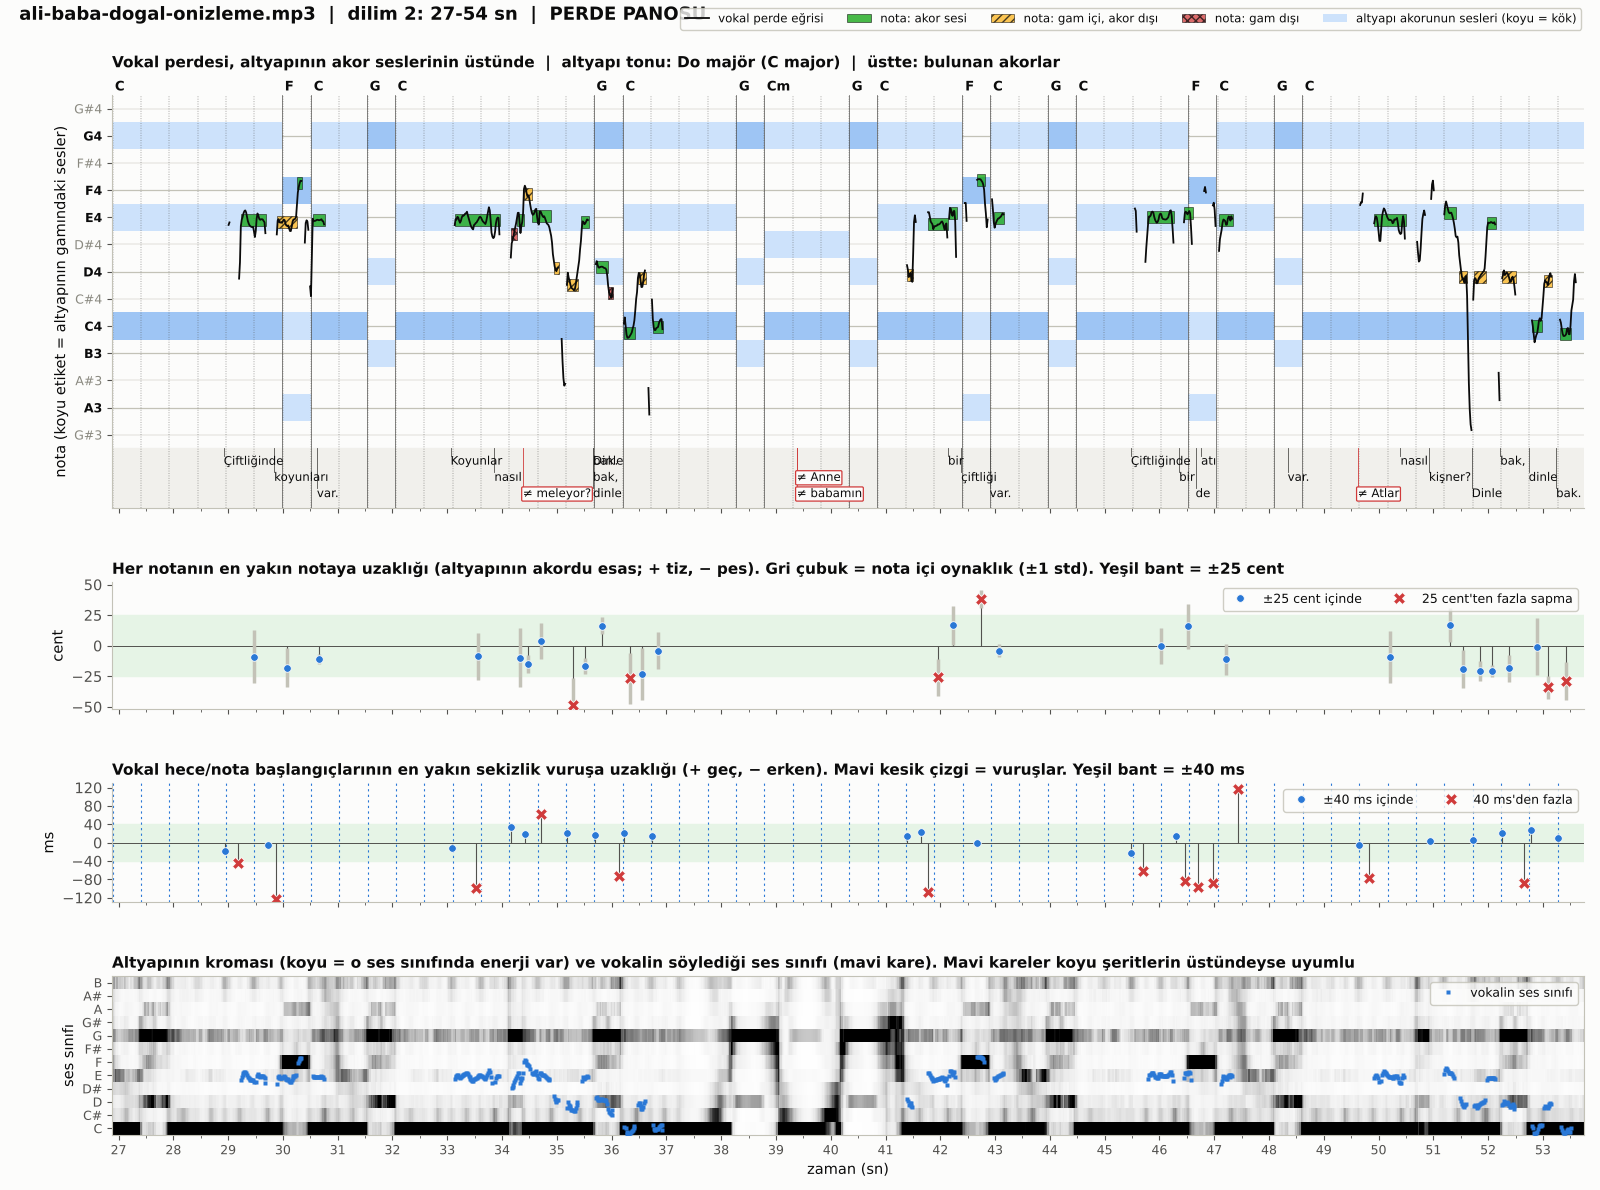 ali-baba-dogal-onizleme.mp3 | dilim 2: 27-54 sn | PERDE PANOSU
vokal perde eğrisi
nota: akor sesi
nota: gam içi, akor dışı
nota: gam dışı
altyapı akorunun sesleri (koyu = kök)
Vokal perdesi, altyapının akor seslerinin üstünde | altyapı tonu: Do majör (C major) | üstte: bulunan akorlar
C F C G C G C G Cm G C F C G C F C G C
nota (koyu etiket = altyapının gamındaki sesler)
G#4
G4
F#4
F4
E4
D#4
D4
C#4
C4
B3
A#3
A3
G#3
Çiftliğinde Koyunlar Dinle bir Çiftliğinde atı nasıl bak,
koyunları nasıl bak, ≠ Anne çiftliği bir var. kişner? dinle
var. ≠ meleyor? dinle ≠ babamın var. de ≠ Atlar Dinle bak.
Her notanın en yakın notaya uzaklığı (altyapının akordu esas; + tiz, − pes). Gri çubuk = nota içi oynaklık (±1 std). Yeşil bant = ±25 cent
cent
50
25
0
−25
−50
±25 cent içinde
25 cent'ten fazla sapma
Vokal hece/nota başlangıçlarının en yakın sekizlik vuruşa uzaklığı (+ geç, − erken). Mavi kesik çizgi = vuruşlar. Yeşil bant = ±40 ms
ms
120
80
40
0
−40
−80
−120
±40 ms içinde
40 ms'den fazla
Altyapının kroması (koyu = o ses sınıfında enerji var) ve vokalin söylediği ses sınıfı (mavi kare). Mavi kareler koyu şeritlerin üstündeyse uyumlu
ses sınıfı
B
A#
A
G#
G
F#
F
E
D#
D
C#
C
vokalin ses sınıfı
27 28 29 30 31 32 33 34 35 36 37 38 39 40 41 42 43 44 45 46 47 48 49 50 51 52 53
zaman (sn)